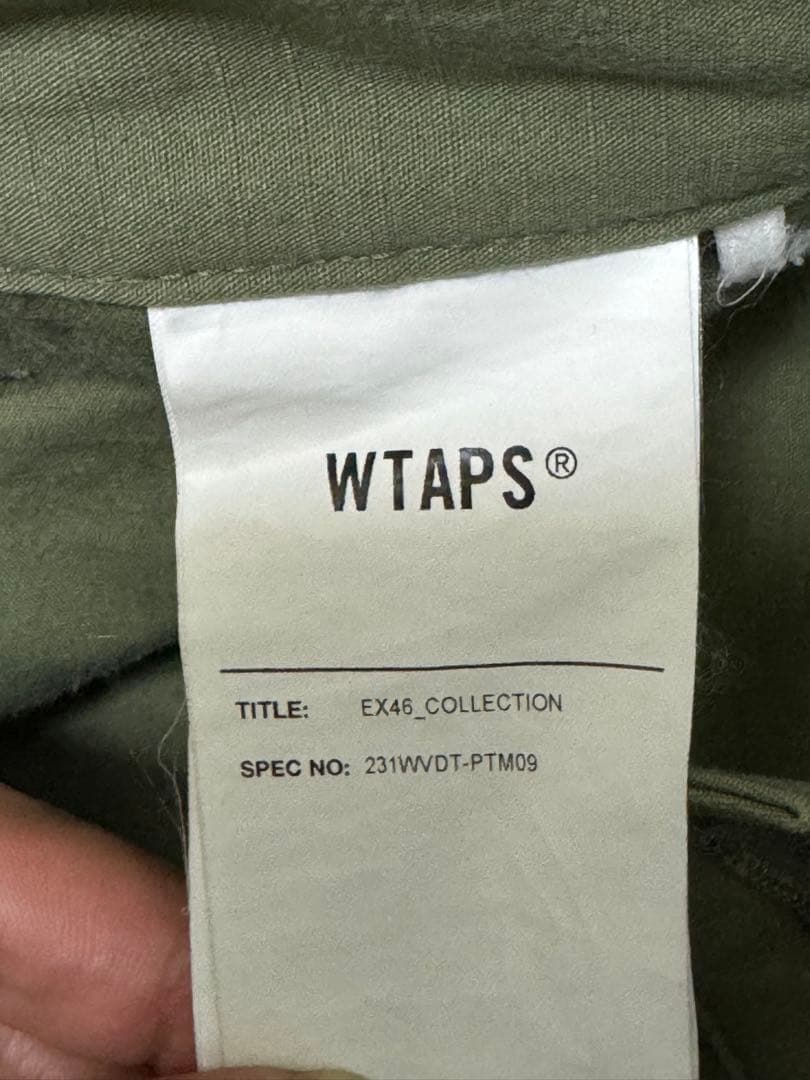 WTAPS®
TITLE: EX46_COLLECTION
SPEC NO: 231WVDT-PTM09